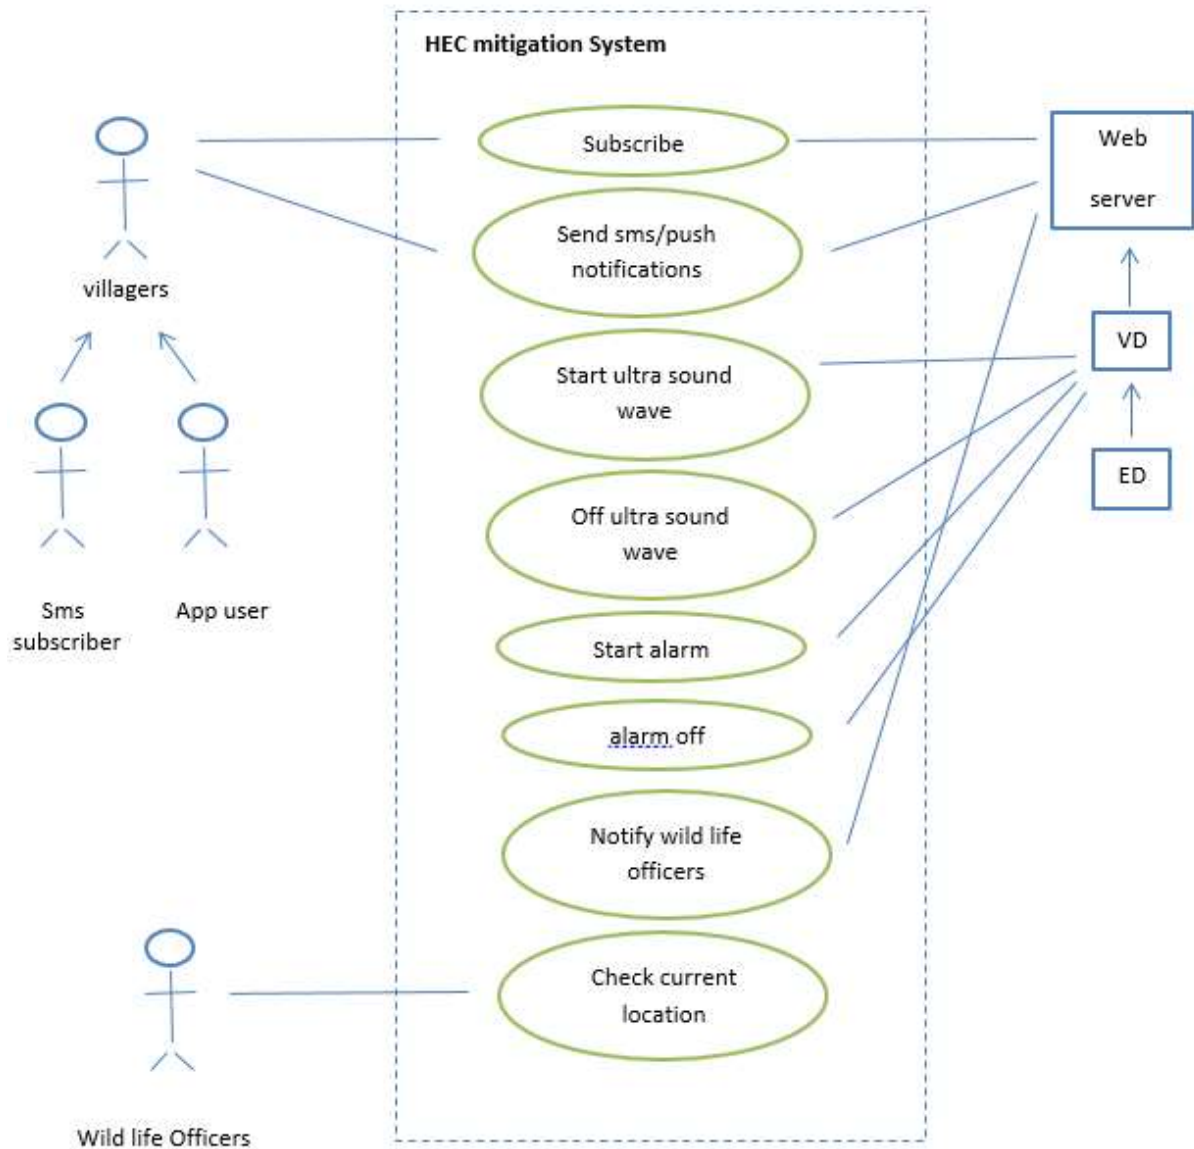 HEC mitigation System
Subscribe
Web
server
Send sms/push
notifications
villagers
VD
Start ultra sound
wave
ED
Off ultra sound
wave
Sms
subscriber
App user
Start alarm
alarm off
Notify wild life
officers
Check current
location
Wild life Officers